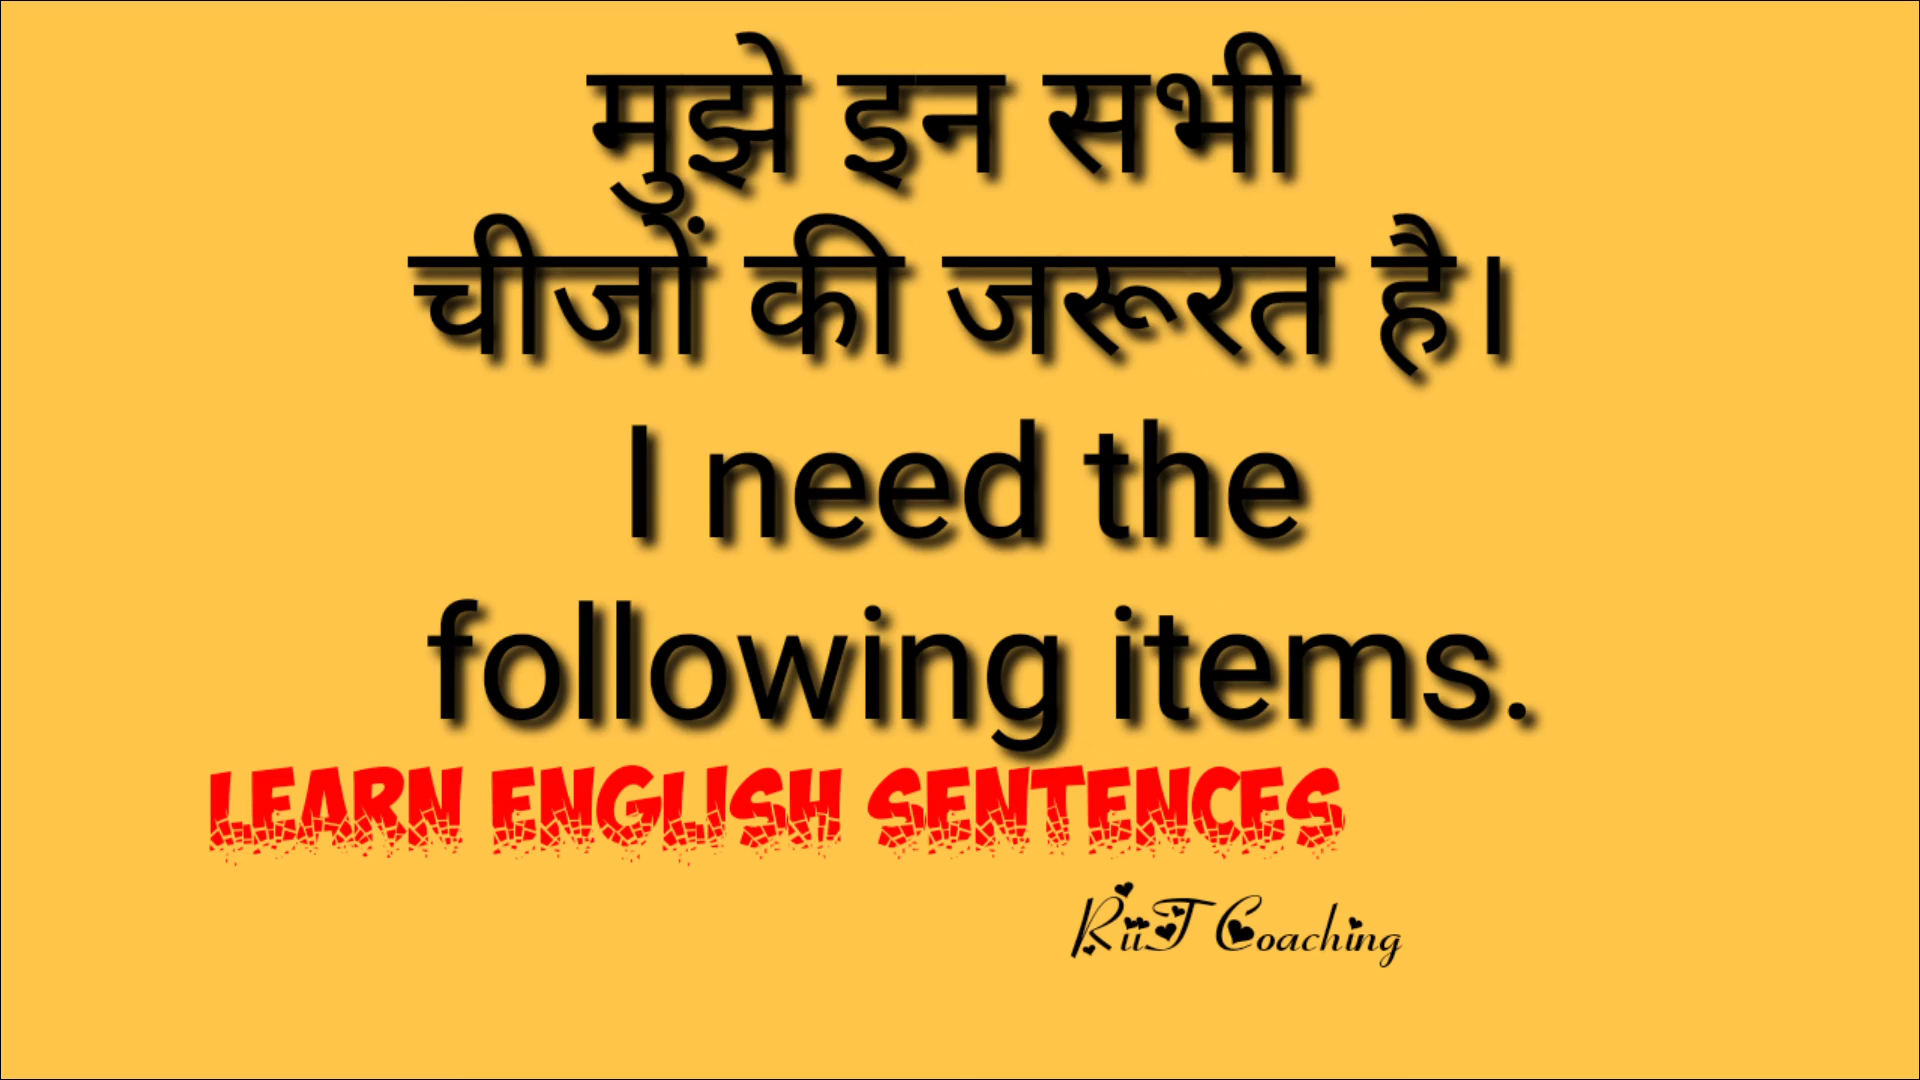 मुझे इन सभी
चीजों की जरूरत है।
I need the
following items.
LEARN ENGLISH SENTENCES
RiiT Coaching